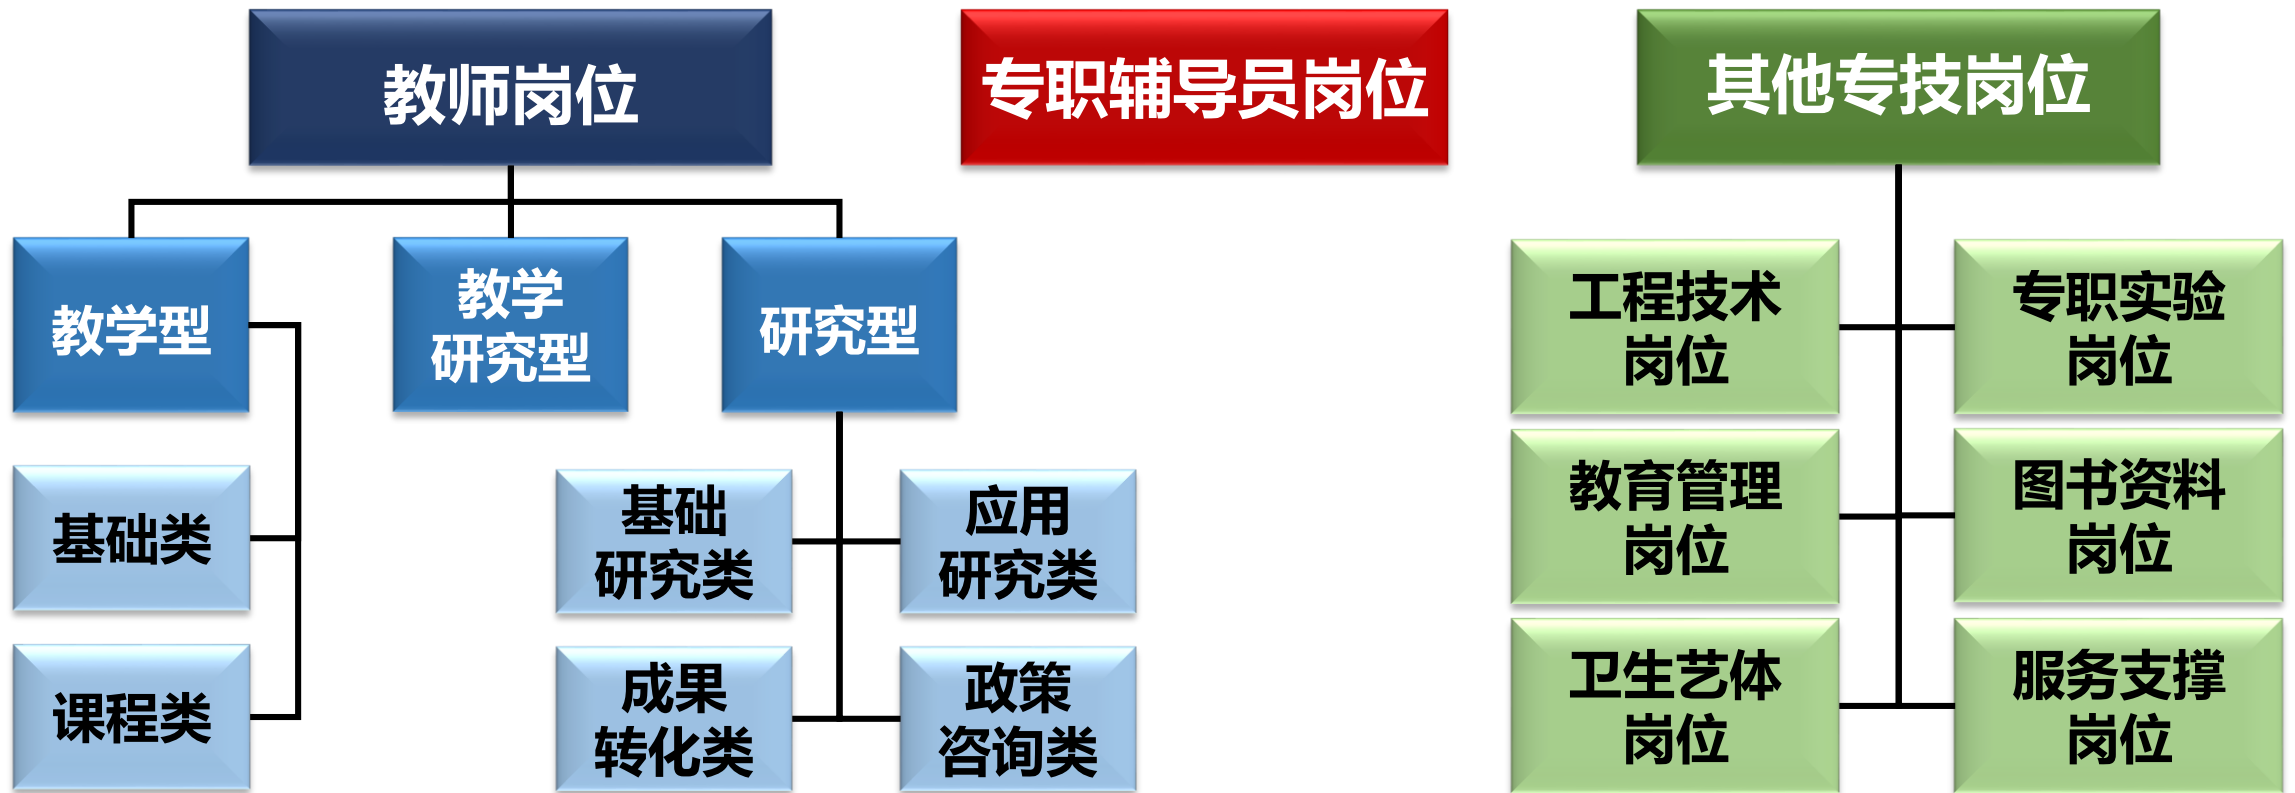 教师岗位
专职辅导员岗位
其他专技岗位
教学型
教学
研究型
研究型
工程技术
岗位
专职实验
岗位
基础类
基础
研究类
应用
研究类
教育管理
岗位
图书资料
岗位
课程类
成果
转化类
政策
咨询类
卫生艺体
岗位
服务支撑
岗位